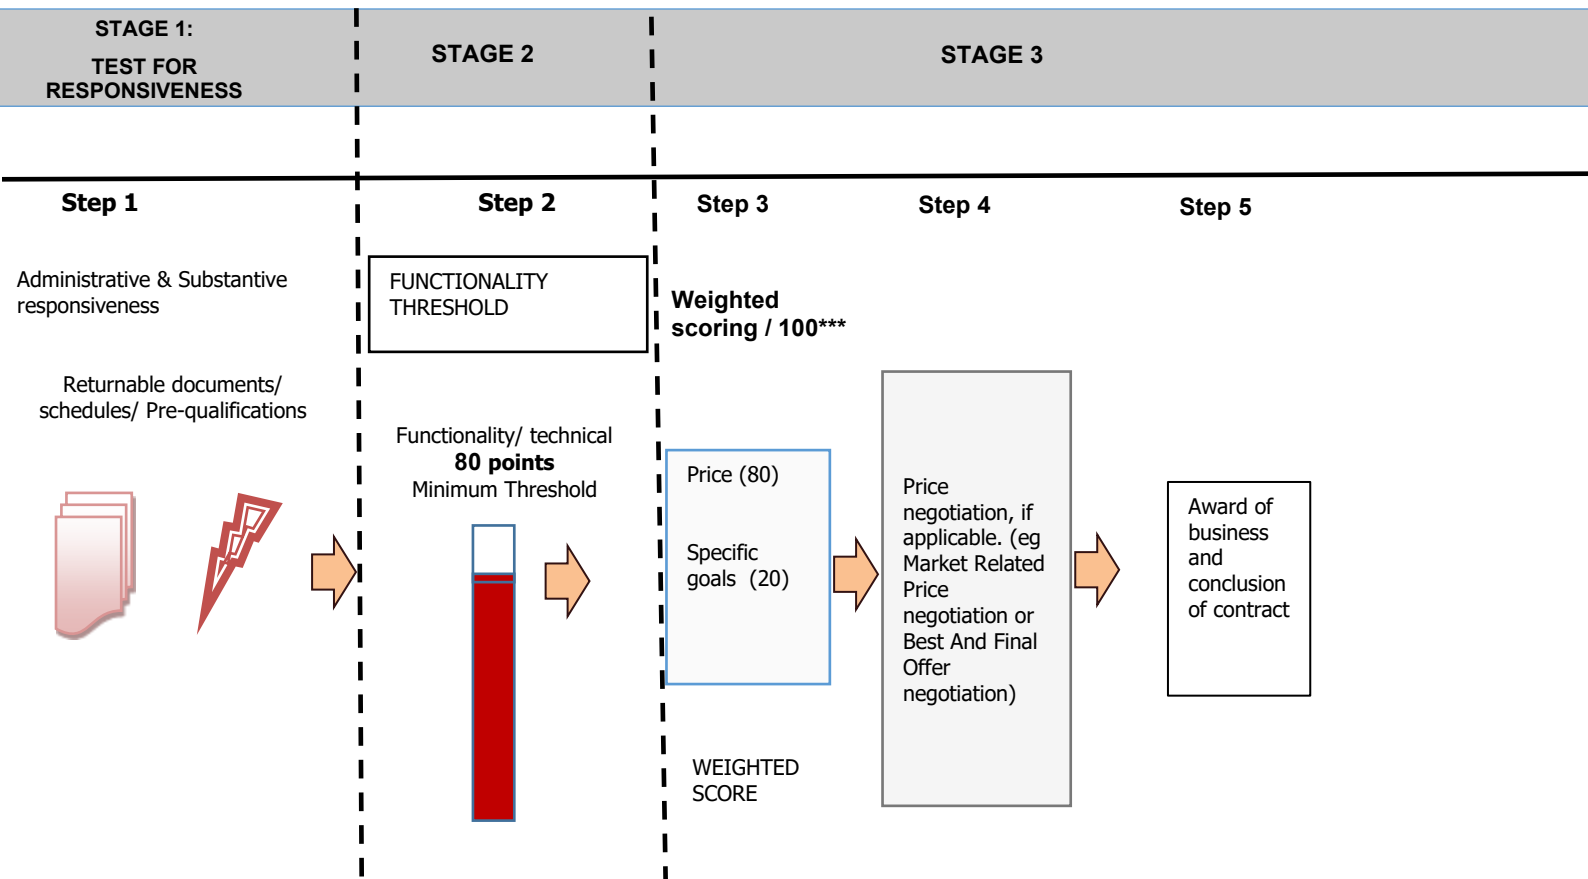 STAGE 1:
TEST FOR
RESPONSIVENESS
STAGE 2
STAGE 3
Step 1
Step 2
Step 3
Step 4
Step 5
Administrative & Substantive
responsiveness
Returnable documents/
schedules/ Pre-qualifications
FUNCTIONALITY
THRESHOLD
Functionality/ technical
80 points
Minimum Threshold
Weighted
scoring / 100***
Price (80)
Specific
goals (20)
WEIGHTED
SCORE
Price
negotiation, if
applicable. (eg
Market Related
Price
negotiation or
Best And Final
Offer
negotiation)
Award of
business
and
conclusion
of contract